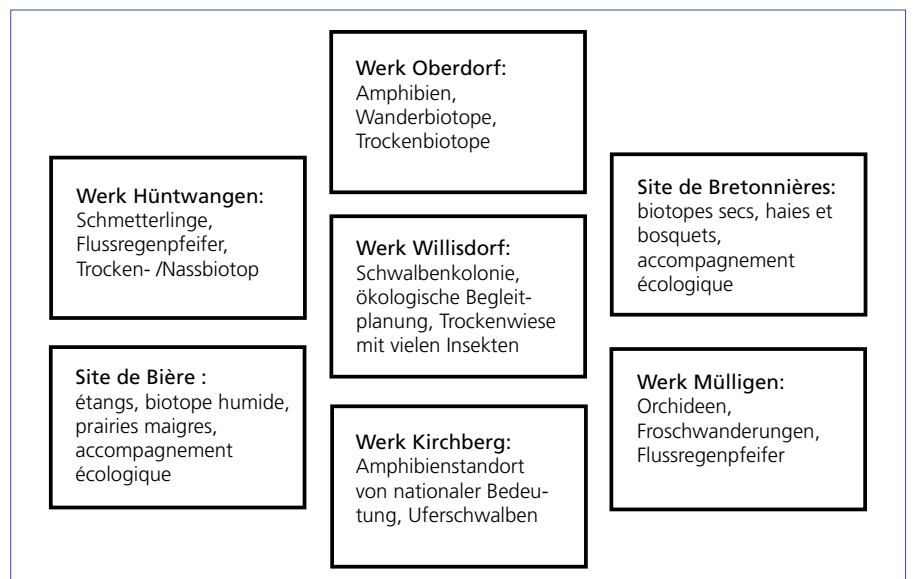 Werk Oberdorf:
Amphibien,
Wanderbiotope,
Trockenbiotope
Werk Hüntwangen:
Schmetterlinge,
Flussregenpfeifer,
Trocken- /Nassbiotop
Site de Bretonnières:
biotopes secs, haies et
bosquets,
accompagnement
écologique
Werk Willisdorf:
Schwalbenkolonie,
ökologische Begleit-
planung, Trockenwiese
mit vielen Insekten
Site de Bière :
étangs, biotope humide,
prairies maigres,
accompagnement
écologique
Werk Mülligen:
Orchideen,
Froschwanderungen,
Flussregenpfeifer
Werk Kirchberg:
Amphibienstandort
von nationaler Bedeu-
tung, Uferschwalben